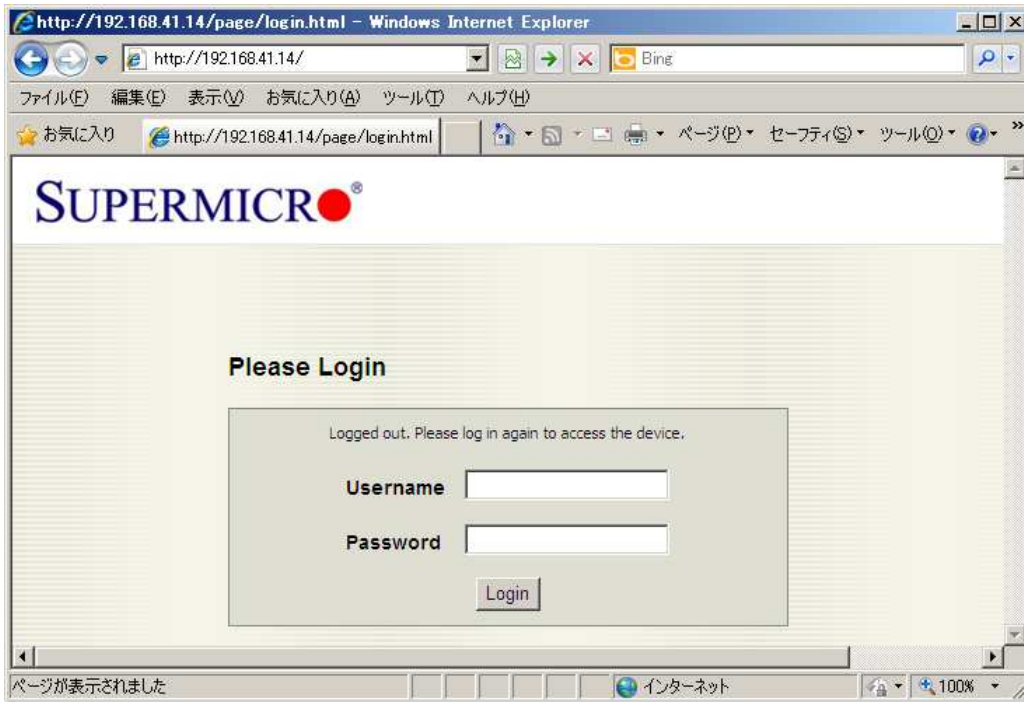 http://192.168.41.14/page/login.html - Windows Internet Explorer
http://192.168.41.14/
Bing
ファイル(F) 編集(E) 表示(V) お気に入り(A) ツール(T) ヘルプ(H)
お気に入り http://192.168.41.14/page/login.html ページ(P) セーフティ(S) ツール(O) »
SUPERMICRO®
Please Login
Logged out. Please log in again to access the device.
Username
Password
Login
ページが表示されました インターネット 100%